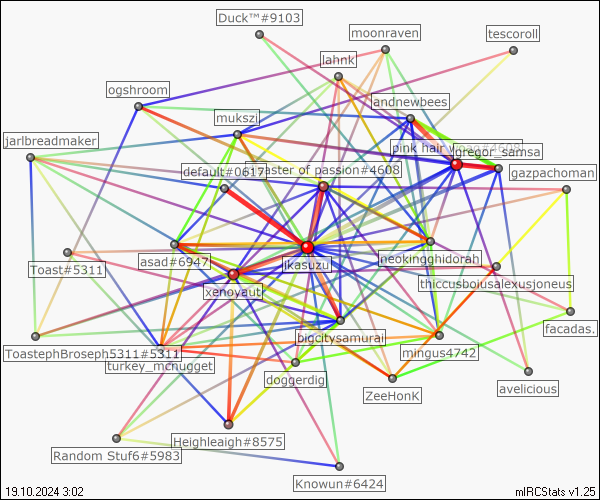 Duck™#9103
moonraven
tescoroll
lahnk
ogshroom
andnewbees
mukszi
jarlbreadmaker
pink hair
#4608
gregor_samsa
default#0617
master of passion#4608
gazpachoman
asad#6947
ikasuzu
neokingghidorah
Toast#5311
xenoyautr
thiccusboiusalexusjoneus
bigcitysamurai
facadas.
ToastephBroseph5311#5311
mingus4742
turkey_mcnugget
doggerdig
ZeeHonK
avelicious
Heighleaigh#8575
Random Stuf6#5983
Knowun#6424
19.10.2024 3:02
mIRCStats v1.25